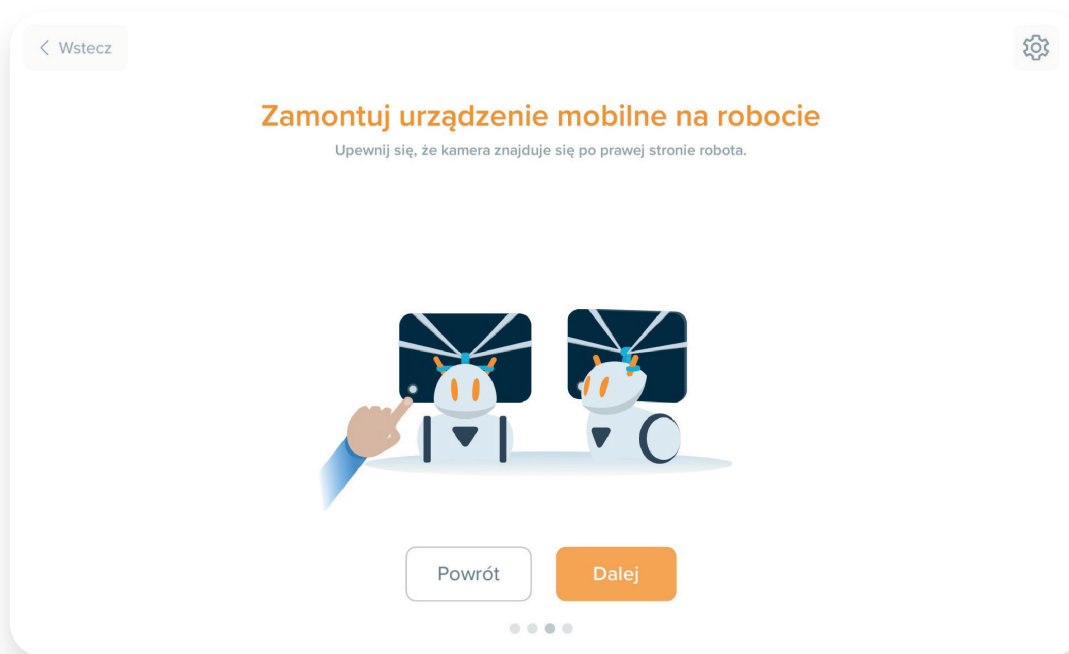 Wstecz
Zamontuj urządzenie mobilne na robocie
Upewnij się, że kamera znajduje się po prawej stronie robota.
Powrót
Dalej